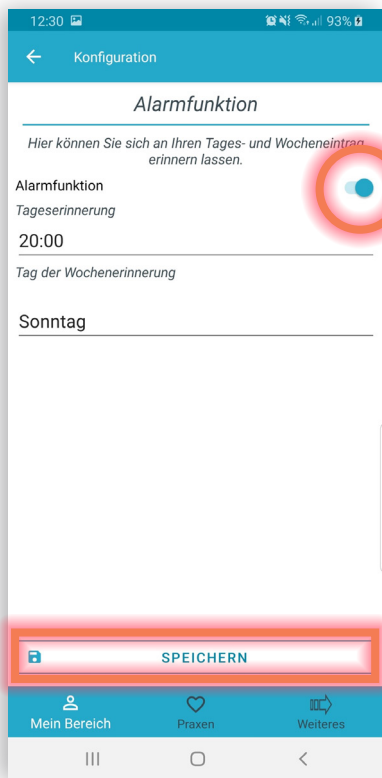 12:30 93%
Konfiguration
Alarmfunktion
Hier können Sie sich an Ihren Tages- und Wocheneintrag
erinnern lassen.
Alarmfunktion
Tageserinnerung
20:00
Tag der Wochenerinnerung
Sonntag
SPEICHERN
Mein Bereich Praxen Weiteres